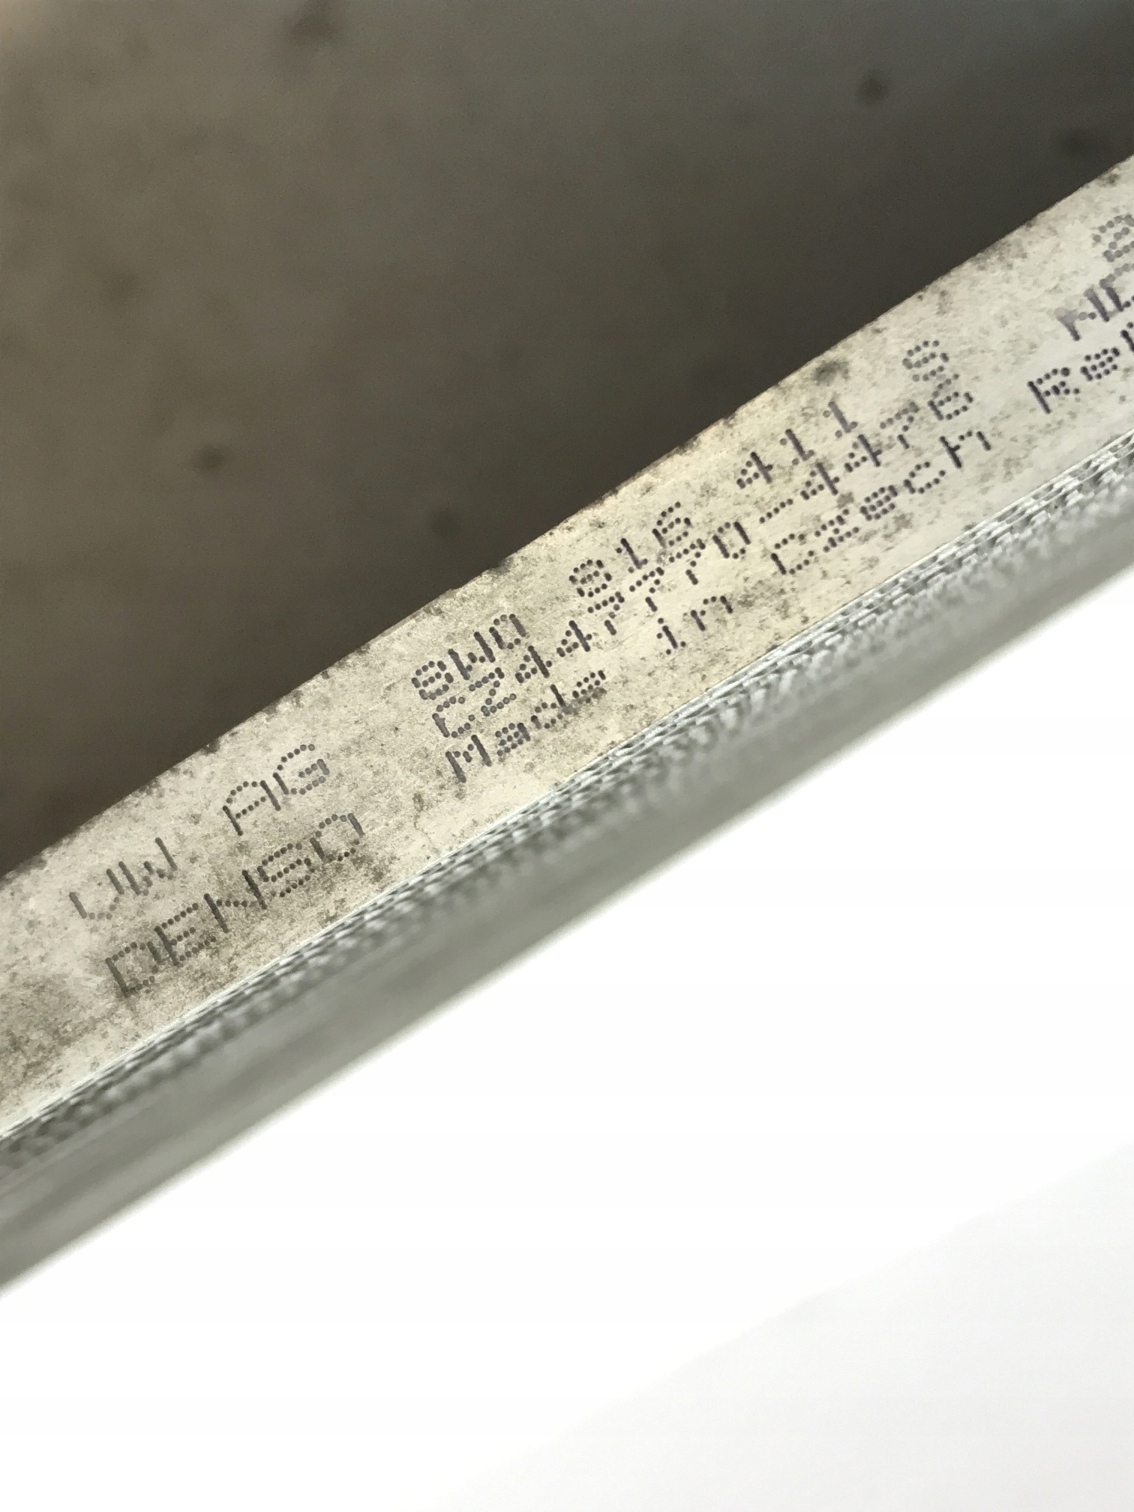 VW AG 8W0 816 411 S
DENSO CZ447770-4476
Made in Czech